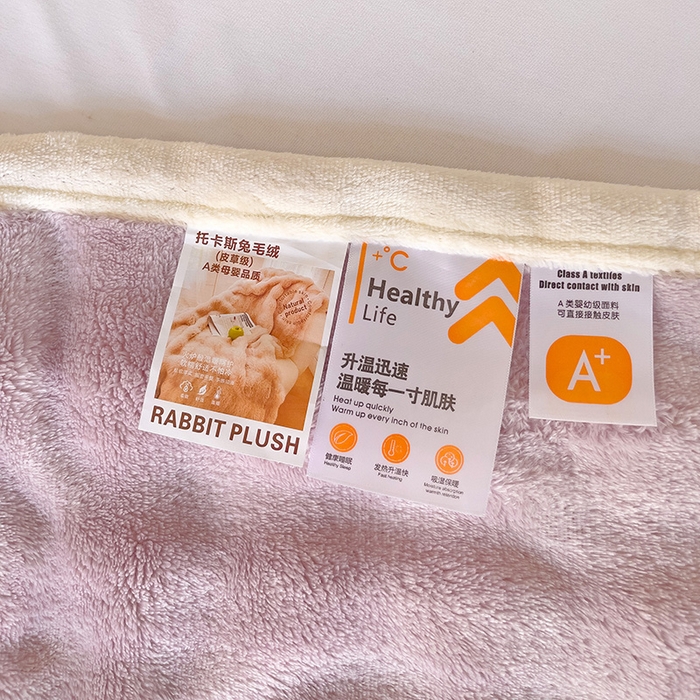 托卡斯兔毛绒
(皮草级)
A类母婴品质
Natural
product
RABBIT PLUSH
+°C
Healthy
Life
升温迅速
温暖每一寸肌肤
Heat up quickly
Warm up every inch of the skin
健康睡眠
Healthy Sleep
发热升温快
Fast heating
吸湿保暖
Moisture absorption
warmth retention
Class A textiles
Direct contact with skin
A类婴幼级面料
可直接接触皮肤
A+